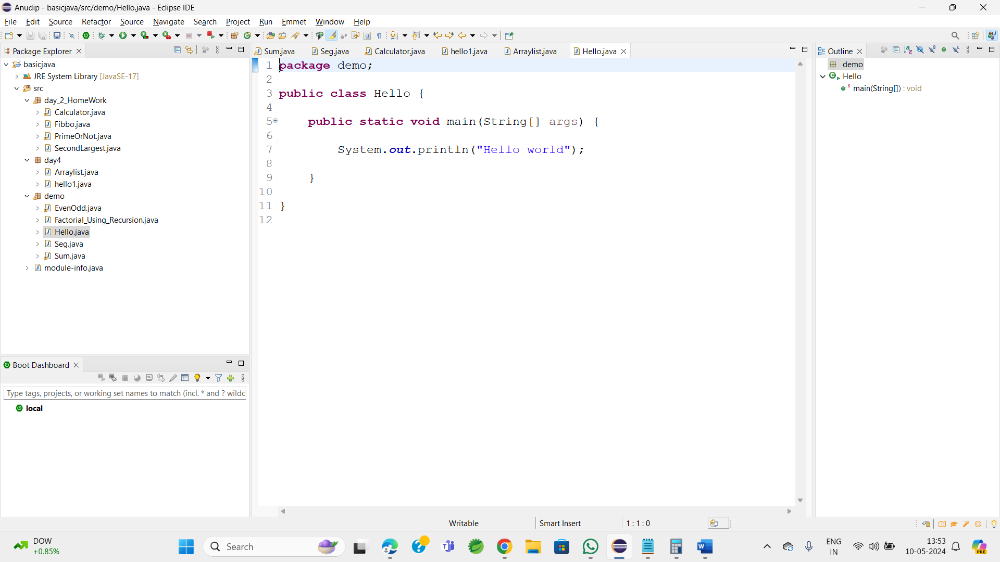 Anudip - basicjava/src/demo/Hello.java - Eclipse IDE
File Edit Source Refactor Source Navigate Search Project Run Emmet Window Help
Package Explorer
basicjava
JRE System Library [JavaSE-17]
src
day_2_HomeWork
Calculator.java
Fibbo.java
PrimeOrNot.java
SecondLargest.java
day4
Arraylist.java
hello1.java
demo
EvenOdd.java
Factorial_Using_Recursion.java
Hello.java
Seg.java
Sum.java
module-info.java
Boot Dashboard
Type tags, projects, or working set names to match (incl. * and ? wildc
local
Sum.java Seg.java Calculator.java hello1.java Arraylist.java Hello.java
1 package demo;
2
3 public class Hello {
4
5 public static void main(String[] args) {
6
7 System.out.println("Hello world");
8
9 }
10
11 }
12
Outline
demo
Hello
main(String[]) : void
Writable Smart Insert 1 : 1 : 0
DOW
+0.85%
Search
ENG
IN
13:53
10-05-2024
PRE